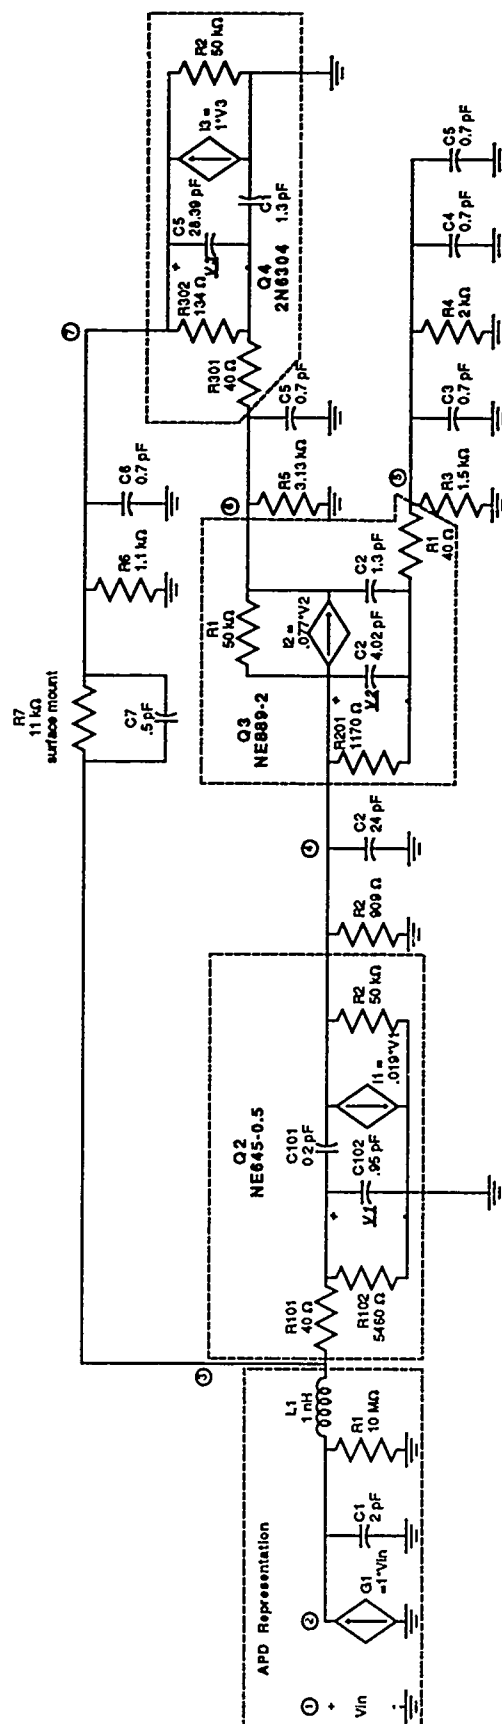 APD Representation
①
+
Vin
-
②
G1
=1*Vin
C1
2 pF
R1
10 MΩ
L1
1 nH
③
Q2
NE645-0.5
R101
40 Ω
R102
5460 Ω
+
V1
C102
.95 pF
C101
I1 =
.019*V1
R2
50 kΩ
R2
909 Ω
④
C2
24 pF
R7
11 kΩ
surface mount
C7
.5 pF
R6
1.1 kΩ
C6
0.7 pF
⑦
Q3
NE889-2
R201
1170 Ω
+
V2
C2
4.02 pF
I2 =
.077*V2
R1
50 kΩ
C2
1.3 pF
R1
40 Ω
⑤
R3
1.5 kΩ
C3
0.7 pF
R4
2 kΩ
C4
0.7 pF
C5
0.7 pF
⑥
R5
3.13 kΩ
C5
0.7 pF
R301
40 Ω
R302
134 Ω
Q4
2N6304
+
C5
28.39 pF
C1
1.3 pF
I3 =
1*V3
R2
50 kΩ